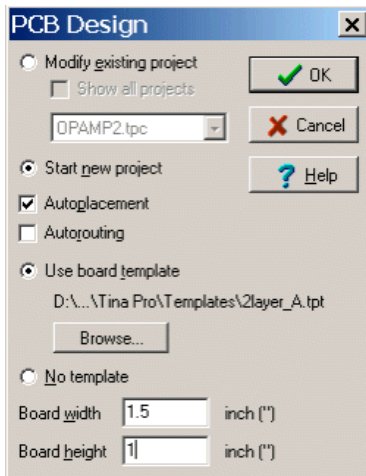 PCB Design
Modify existing project
OK
Show all projects
OPAMP2.tpc
Cancel
Start new project
Help
Autoplacement
Autorouting
Use board template
D:\...\Tina Pro\Templates\2layer_A.tpt
Browse...
No template
Board width 1.5 inch (")
Board height 1 inch (")